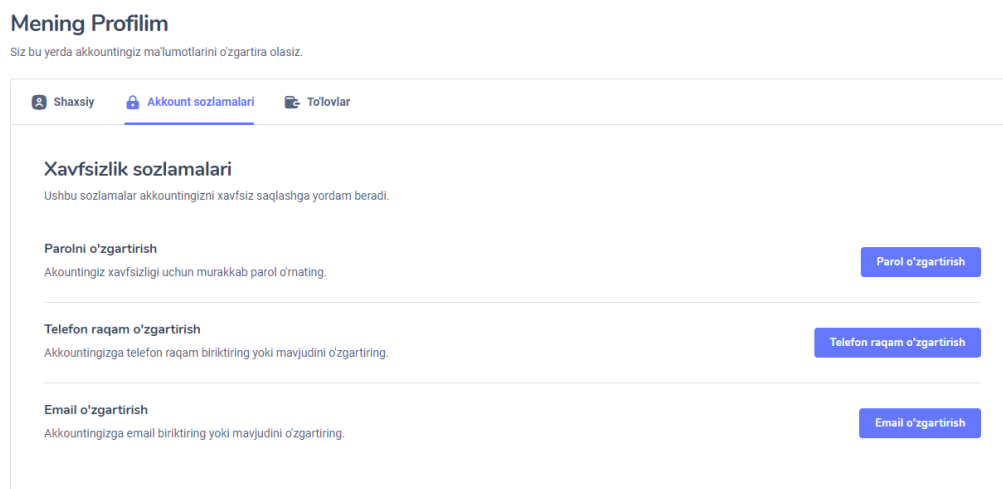 Mening Profilim
Siz bu yerda akkountingiz ma'lumotlarini o'zgartira olasiz.
Shaxsiy
Akkount sozlamalari
To'lovlar
Xavfsizlik sozlamalari
Ushbu sozlamalar akkountingizni xavfsiz saqlashga yordam beradi.
Parolni o'zgartirish
Akountingiz xavfsizligi uchun murakkab parol o'rnating.
Parol o'zgartirish
Telefon raqam o'zgartirish
Akkountingizga telefon raqam biriktiring yoki mavjudini o'zgartiring.
Telefon raqam o'zgartirish
Email o'zgartirish
Akkountingizga email biriktiring yoki mavjudini o'zgartiring.
Email o'zgartirish